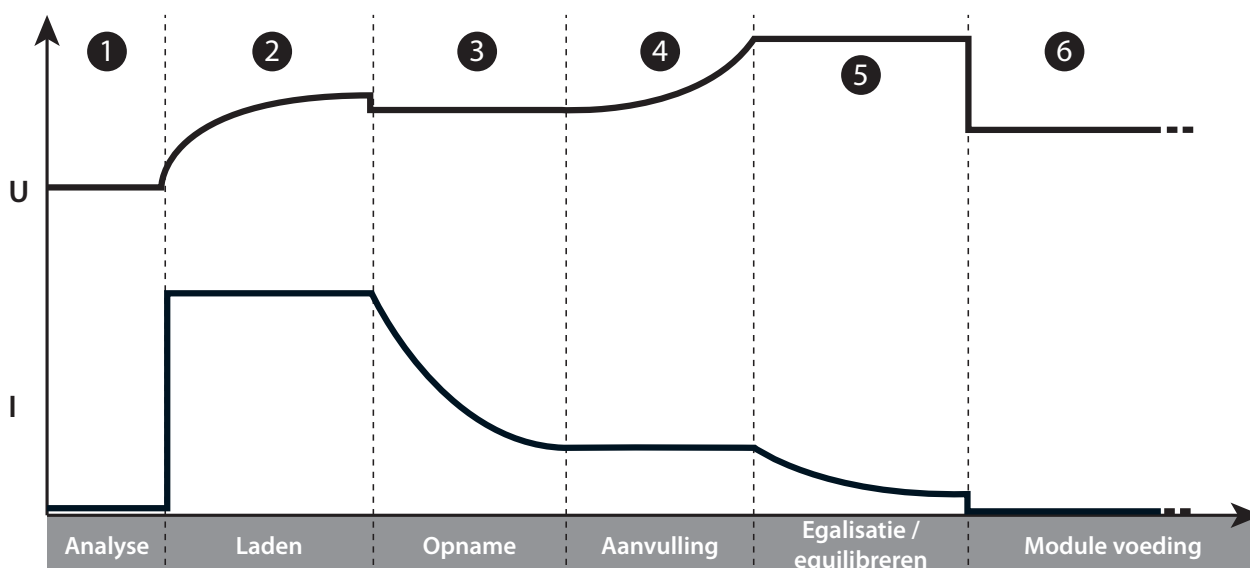 1
2
3
4
5
6
U
I
Analyse
Laden
Opname
Aanvulling
Egalisatie /
equilibreren
Module voeding